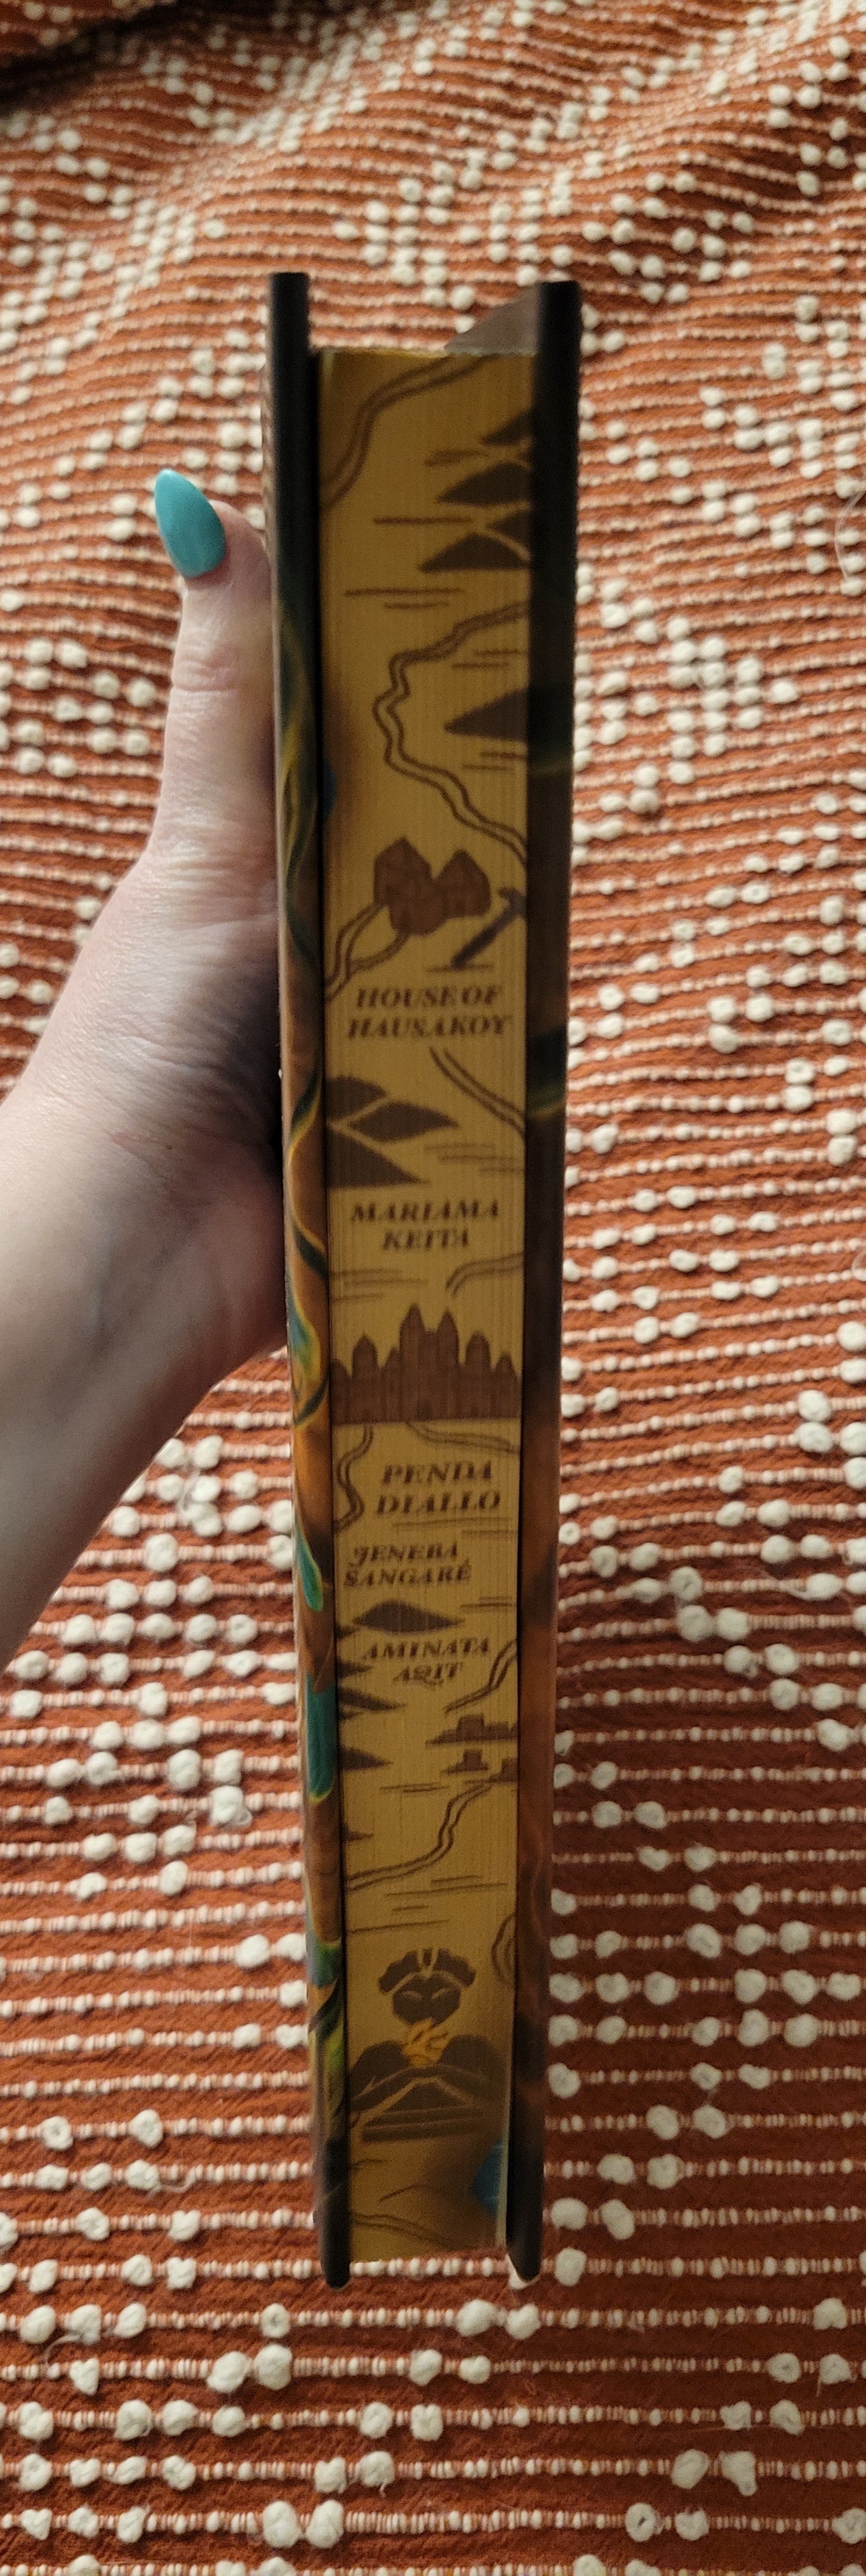 HOUSE OF
HAUSAKOY
MARIAMA
KEITA
PENDA
DIALLO
JENEBA
SANGARÉ
AMINATA
AQIT